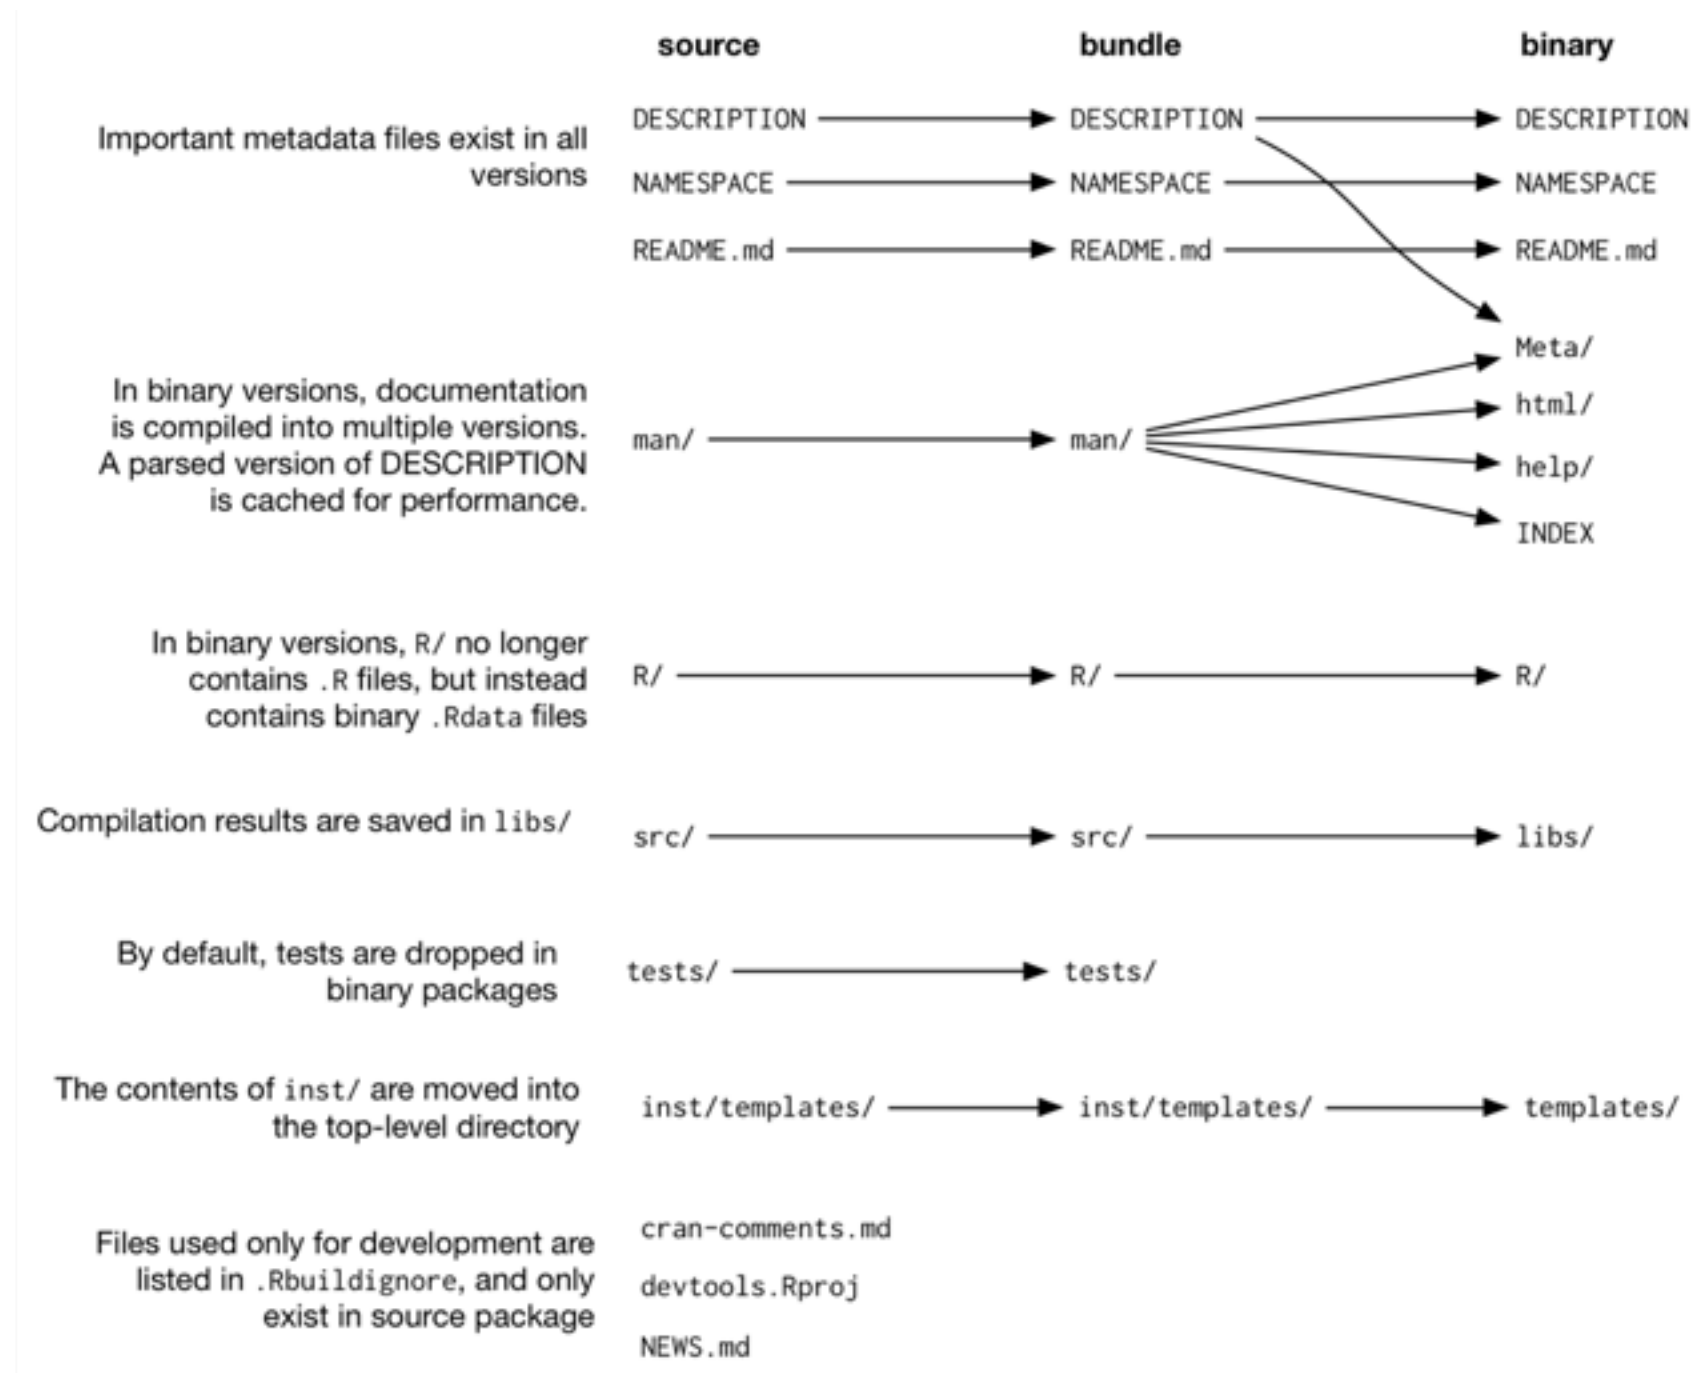 source bundle binary
Important metadata files exist in all
versions
DESCRIPTION DESCRIPTION DESCRIPTION
NAMESPACE NAMESPACE NAMESPACE
README.md README.md README.md
In binary versions, documentation
is compiled into multiple versions.
A parsed version of DESCRIPTION
is cached for performance.
man/ man/
Meta/
html/
help/
INDEX
In binary versions, R/ no longer
contains .R files, but instead
contains binary .Rdata files
R/ R/ R/
Compilation results are saved in libs/
src/ src/ libs/
By default, tests are dropped in
binary packages
tests/ tests/
The contents of inst/ are moved into
the top-level directory
inst/templates/ inst/templates/ templates/
Files used only for development are
listed in .Rbuildignore, and only
exist in source package
cran-comments.md
devtools.Rproj
NEWS.md